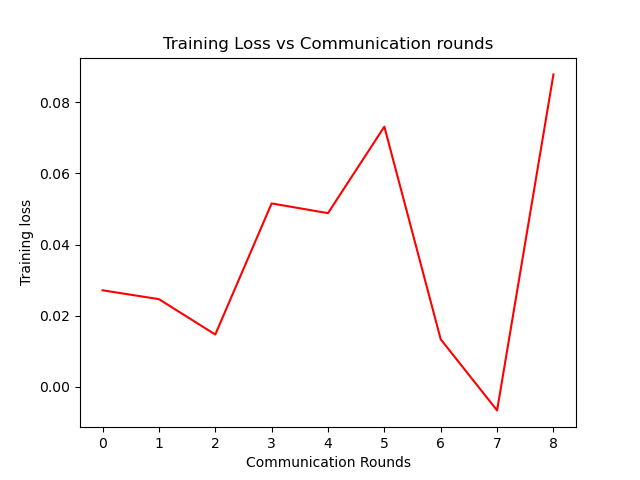 Training Loss vs Communication rounds
Training loss
0.08
0.06
0.04
0.02
0.00
0 1 2 3 4 5 6 7 8
Communication Rounds